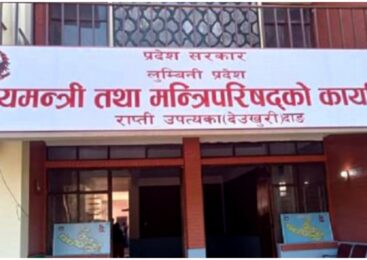 प्रदेश सरकार
लुम्बिनी प्रदेश
यमन्त्री तथा मन्त्रिपरिषद्को कार्य
राप्ती उपत्यका(देउखुरी)दाङ